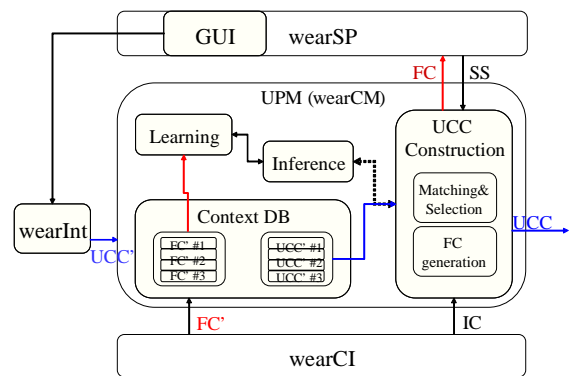 GUI
wearSP
FC
SS
UPM (wearCM)
Learning
Inference
UCC
Construction
Matching&
Selection
FC
generation
UCC
wearInt
UCC'
Context DB
FC' #1
FC' #2
FC' #3
UCC' #1
UCC' #2
UCC' #3
FC'
IC
wearCI